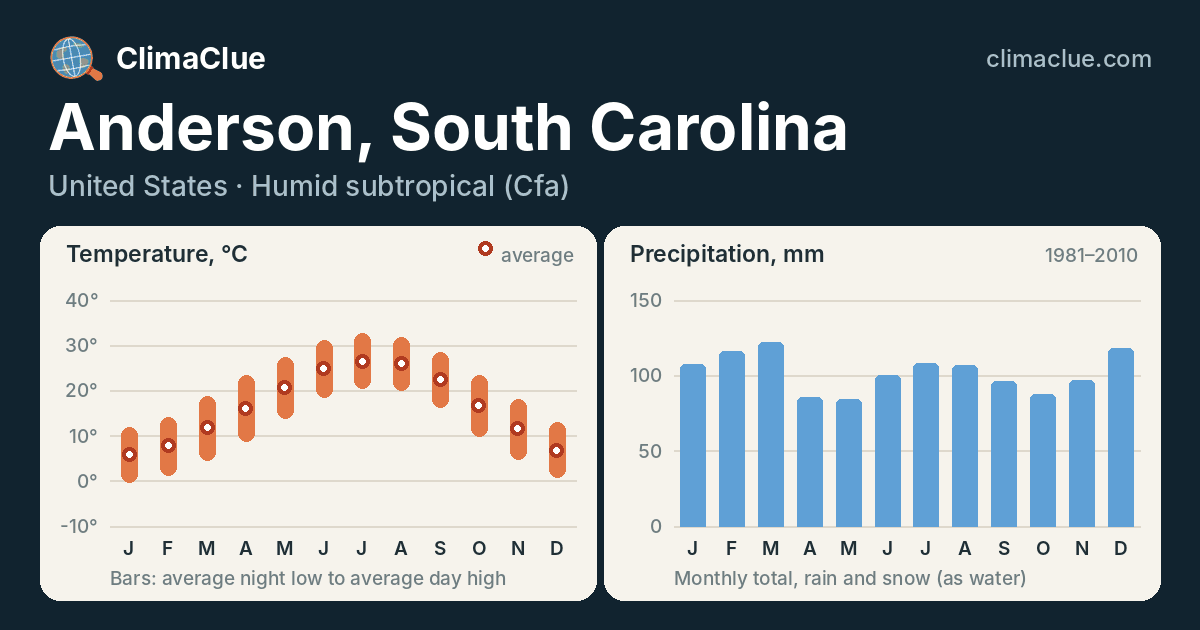 ClimaClue
climaclue.com
Anderson, South Carolina
United States · Humid subtropical (Cfa)
Temperature, °C
average
40°
30°
20°
10°
0°
-10°
J F M A M J J A S O N D
Bars: average night low to average day high
Precipitation, mm
1981–2010
150
100
50
0
J F M A M J J A S O N D
Monthly total, rain and snow (as water)